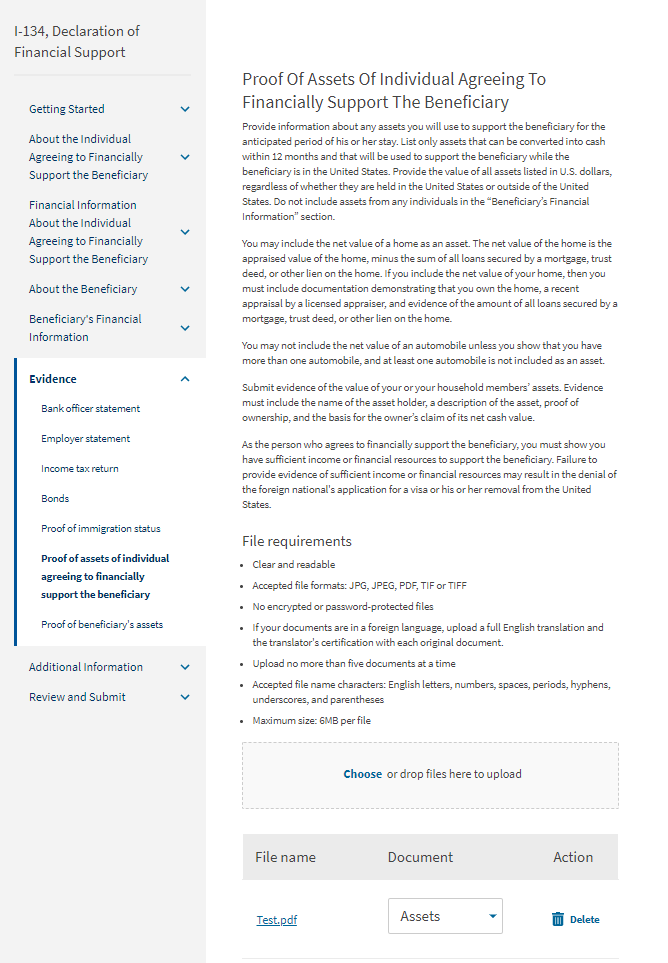 I-134, Declaration of
Financial Support
Getting Started
About the Individual
Agreeing to Financially
Support the Beneficiary
Financial Information
About the Individual
Agreeing to Financially
Support the Beneficiary
About the Beneficiary
Beneficiary's Financial
Information
Evidence
Bank officer statement
Employer statement
Income tax return
Bonds
Proof of immigration status
Proof of assets of individual
agreeing to financially
support the beneficiary
Proof of beneficiary's assets
Additional Information
Review and Submit
Proof Of Assets Of Individual Agreeing To
Financially Support The Beneficiary
Provide information about any assets you will use to support the beneficiary for the
anticipated period of his or her stay. List only assets that can be converted into cash
within 12 months and that will be used to support the beneficiary while the
beneficiary is in the United States. Provide the value of all assets listed in U.S. dollars,
regardless of whether they are held in the United States or outside of the United
States. Do not include assets from any individuals in the “Beneficiary’s Financial
Information” section.
You may include the net value of a home as an asset. The net value of the home is the
appraised value of the home, minus the sum of all loans secured by a mortgage, trust
deed, or other lien on the home. If you include the net value of your home, then you
must include documentation demonstrating that you own the home, a recent
appraisal by a licensed appraiser, and evidence of the amount of all loans secured by a
mortgage, trust deed, or other lien on the home.
You may not include the net value of an automobile unless you show that you have
more than one automobile, and at least one automobile is not included as an asset.
Submit evidence of the value of your or your household members’ assets. Evidence
must include the name of the asset holder, a description of the asset, proof of
ownership, and the basis for the owner’s claim of its net cash value.
As the person who agrees to financially support the beneficiary, you must show you
have sufficient income or financial resources to support the beneficiary. Failure to
provide evidence of sufficient income or financial resources may result in the denial of
the foreign national’s application for a visa or his or her removal from the United
States.
File requirements
• Clear and readable
• Accepted file formats: JPG, JPEG, PDF, TIF or TIFF
• No encrypted or password-protected files
• If your documents are in a foreign language, upload a full English translation and
the translator's certification with each original document.
• Upload no more than five documents at a time
• Accepted file name characters: English letters, numbers, spaces, periods, hyphens,
underscores, and parentheses
• Maximum size: 6MB per file
Choose or drop files here to upload
File name Document Action
Test.pdf Assets Delete